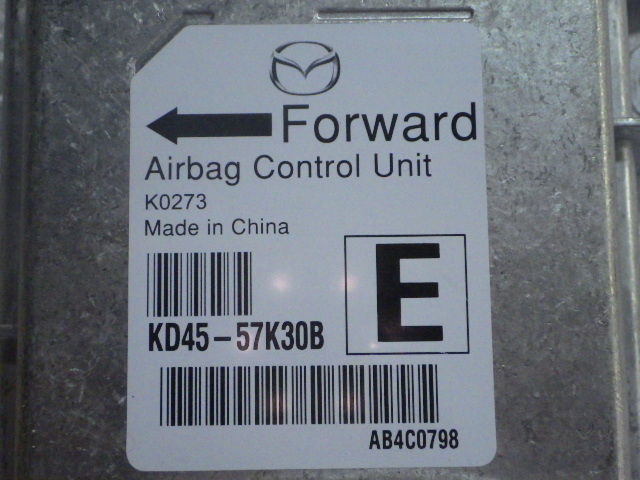 Forward
Airbag Control Unit
K0273
Made in China
E
KD45-57K30B
AB4C0798